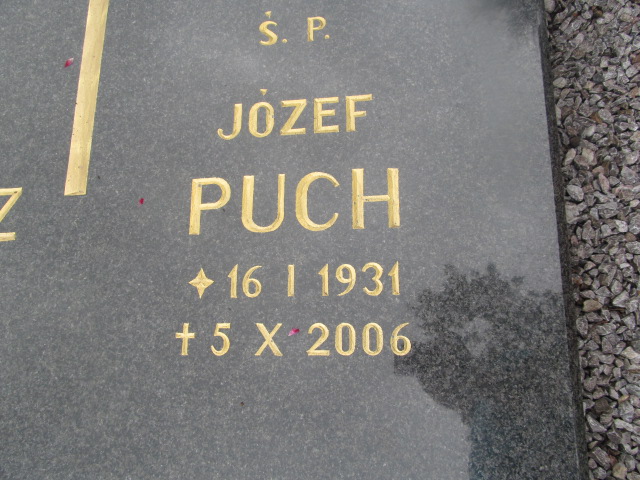 Ś. P.
JÓZEF
PUCH
✦ 16 I 1931
✝ 5 X 2006
Z